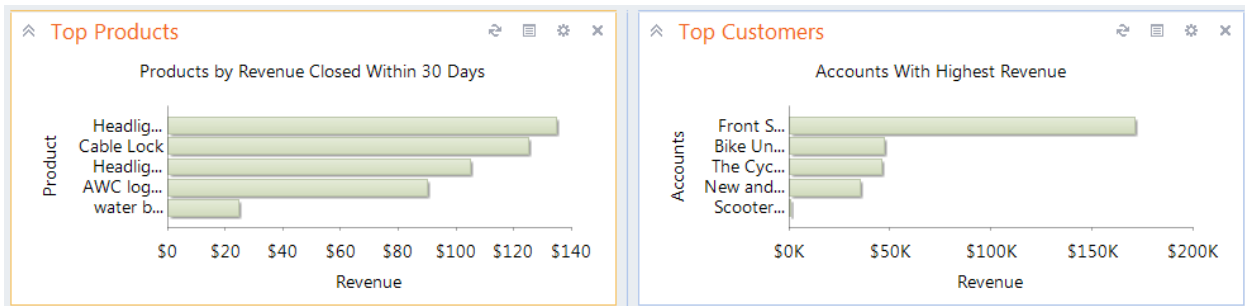 Top Products
Products by Revenue Closed Within 30 Days
Product
Headlig...
Cable Lock
Headlig...
AWC log...
water b...
$0 $20 $40 $60 $80 $100 $120 $140
Revenue
Top Customers
Accounts With Highest Revenue
Accounts
Front S...
Bike Un...
The Cyc...
New and...
Scooter...
$0K $50K $100K $150K $200K
Revenue